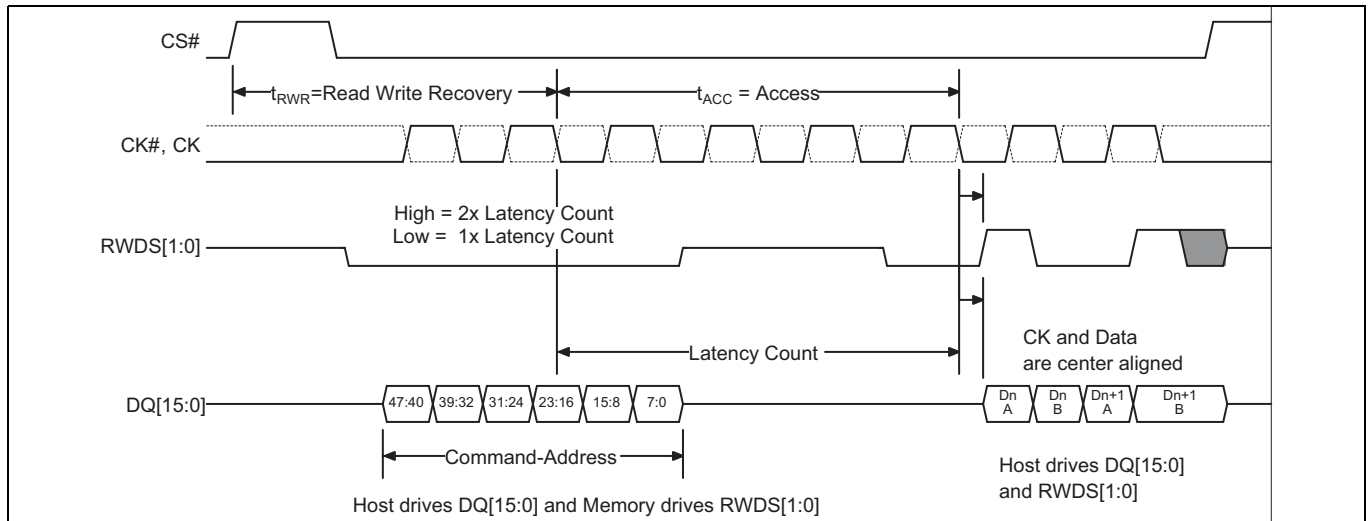 CS#
tRWR=Read Write Recovery
tACC = Access
CK#, CK
High = 2x Latency Count
Low = 1x Latency Count
RWDS[1:0]
Latency Count
CK and Data
are center aligned
DQ[15:0]
47:40 39:32 31:24 23:16 15:8 7:0
Dn A
Dn B
Dn+1 A
Dn+1 B
Command-Address
Host drives DQ[15:0]
and RWDS[1:0]
Host drives DQ[15:0] and Memory drives RWDS[1:0]